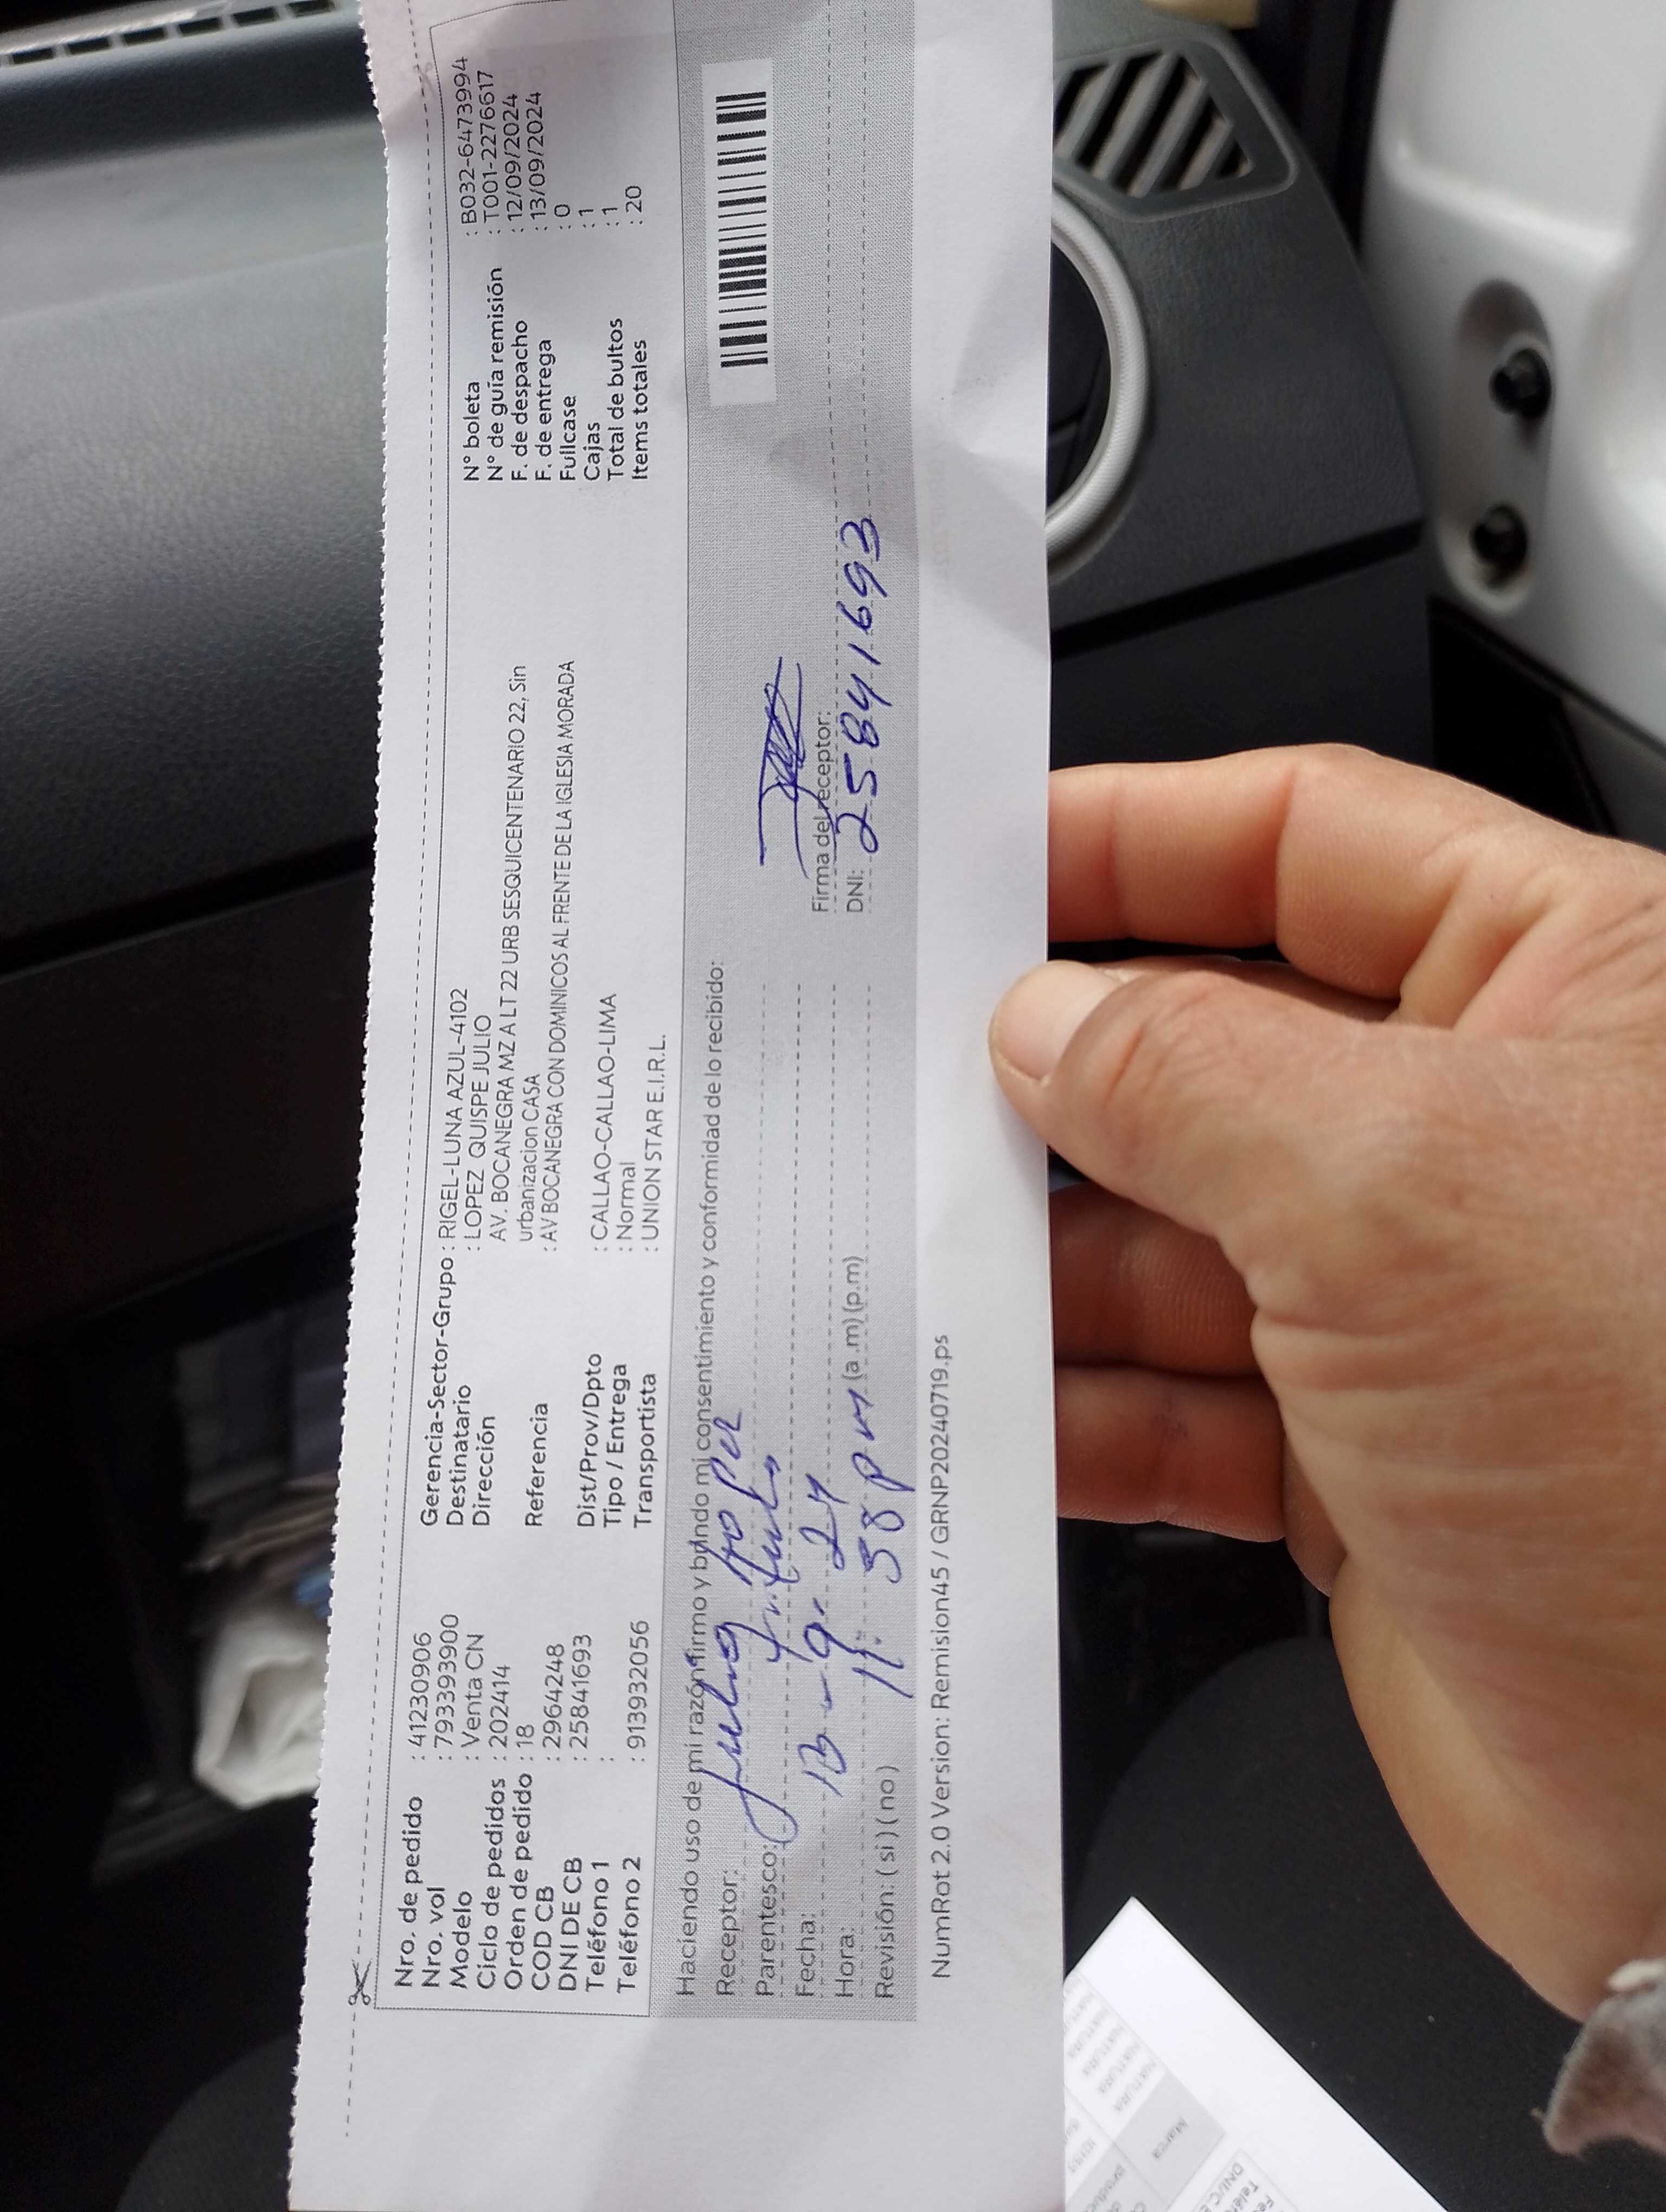 Nro. de pedido : 41230906
Nro. vol : 79339390​0
Modelo : Venta CN
Ciclo de pedidos : 202414
Orden de pedido : 18
COD CB : 2964248
DNI DE CB : 25841693
Teléfono 1 :
Teléfono 2 : 913932056
Gerencia-Sector-Grupo : RIGEL-LUNA AZUL-4102
Destinatario : LOPEZ QUISPE JULIO
Dirección AV. BOCANEGRA MZ A LT 22 URB SESQUICENTENARIO 22, Sin
urbanizacion CASA
Referencia : AV BOCANEGRA CON DOMINICOS AL FRENTE DE LA IGLESIA MORADA
Dist/Prov/Dpto : CALLAO-CALLAO-LIMA
Tipo / Entrega : Normal
Transportista : UNION STAR E.I.R.L.
N° boleta : B032-6473994
N° de guía remisión : T001-2276617
F. de despacho : 12/09/2024
F. de entrega : 13/09/2024
Fullcase : 0
Cajas : 1
Total de bultos : 1
Items totales : 20
Haciendo uso de mi razón firmo y brindo mi consentimiento y conformidad de lo recibido:
Receptor:
Parentesco:
Fecha: 13-9-24
Hora: 11:58 pm (a.m) (p.m)
Revisión: (si) (no)
Firma del receptor:
DNI: 25841693
NumRot 2.0 Version: Remision45 / GRNP20240719.ps
Marca